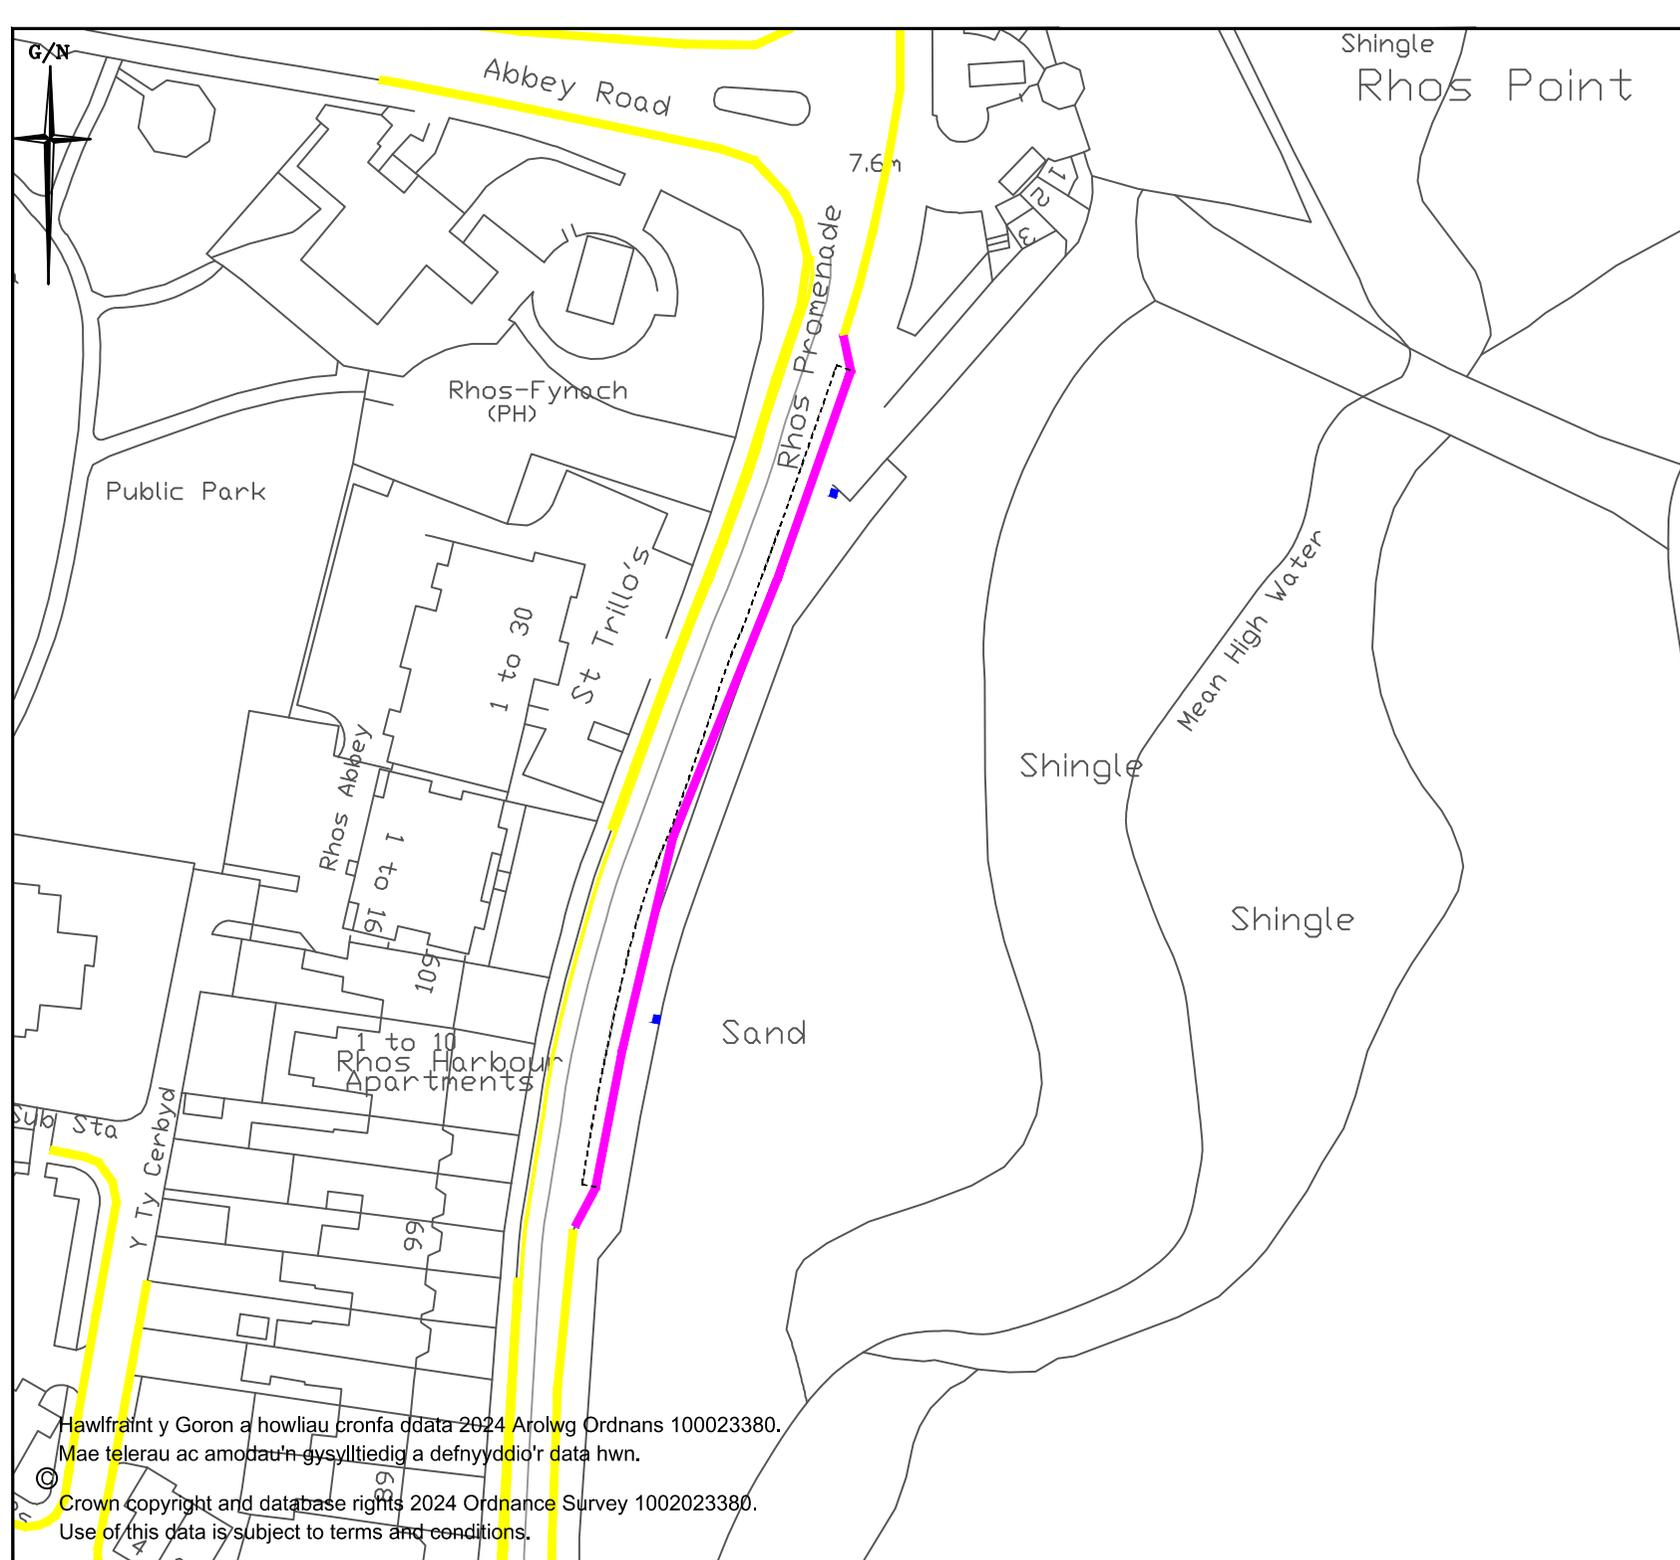 G/N
Shingle
Rhos Point
Abbey Road
7.6m
1
2
3
Rhos Promenade
Rhos-Fynach
(PH)
Public Park
St Trillo's
1 to 30
Mean High Water
Rhos Abbey
Shingle
1 to 16
Shingle
109
Sand
1 to 10
Rhos Harbour
Apartments
Sub Sta
Y Ty Cerbyd
99
Hawlfraint y Goron a howliau cronfa ddata 2024 Arolwg Ordnans 100023380.
Mae telerau ac amodau'n gysylltiedig a defnyyddio'r data hwn.
©
89
Crown copyright and database rights 2024 Ordnance Survey 1002023380.
Use of this data is subject to terms and conditions.
4